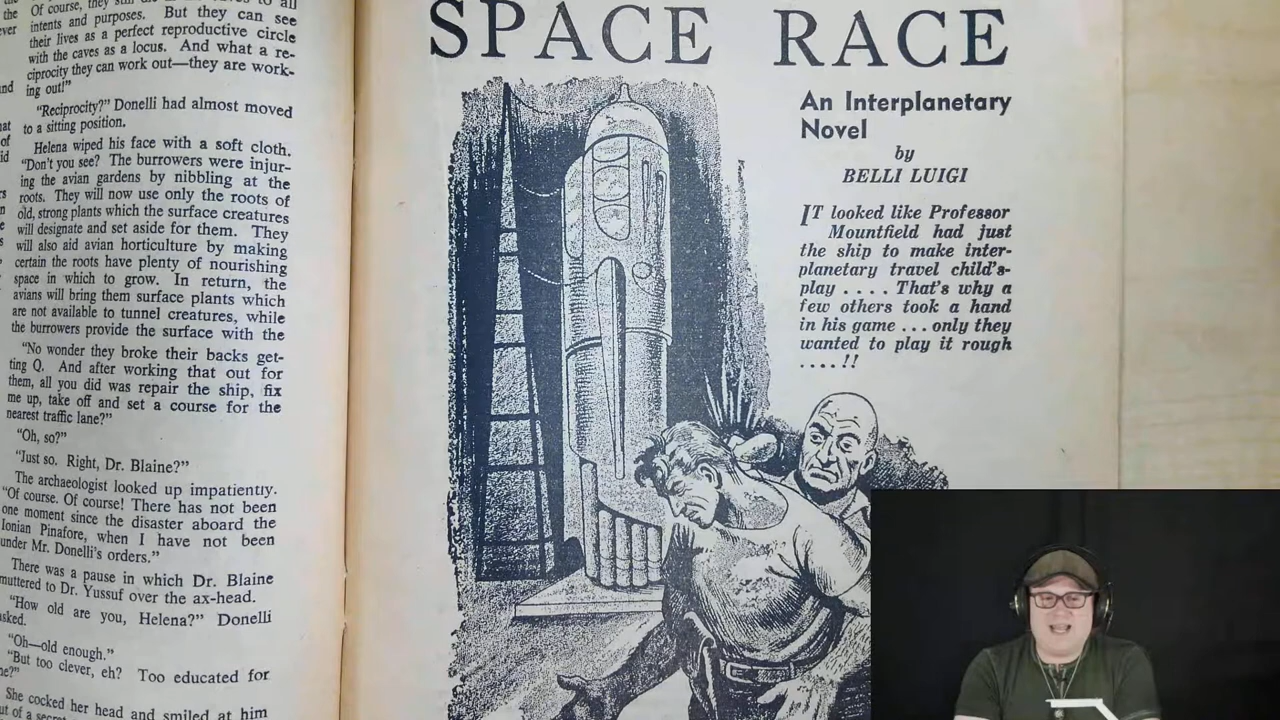 the
Of course, they
to all
intents and purposes. But they can see
their lives as a perfect reproductive circle
with the caves as a locus. And what a re-
ciprocity they can work out—they are work-
ing out!"
"Reciprocity?" Donelli had almost moved
to a sitting position.
Helena wiped his face with a soft cloth.
"Don't you see? The burrowers were injur-
ing the avian gardens by nibbling at the
roots. They will now use only the roots of
old, strong plants which the surface creatures
will designate and set aside for them. They
will also aid avian horticulture by making
certain the roots have plenty of nourishing
space in which to grow. In return, the
avians will bring them surface plants which
are not available to tunnel creatures, while
the burrowers provide the surface with the
"No wonder they broke their backs get-
ting Q. And after working that out for
them, all you did was repair the ship, fix
me up, take off and set a course for the
nearest traffic lane?"
"Oh, so?"
"Just so. Right, Dr. Blaine?"
The archaeologist looked up impatiently.
"Of course. Of course! There has not been
one moment since the disaster aboard the
Ionian Pinafore, when I have not been
under Mr. Donelli's orders."
There was a pause in which Dr. Blaine
muttered to Dr. Yussuf over the ax-head.
"How old are you, Helena?" Donelli
asked.
"Oh—old enough."
"But too clever, eh? Too educated for
me?"
She cocked her head and smiled at him
out of a secret
SPACE RACE
An Interplanetary
Novel
by
BELLI LUIGI
IT looked like Professor
Mountfield had just
the ship to make inter-
planetary travel child's-
play . . . . That's why a
few others took a hand
in his game . . . only they
wanted to play it rough
. . . . !!